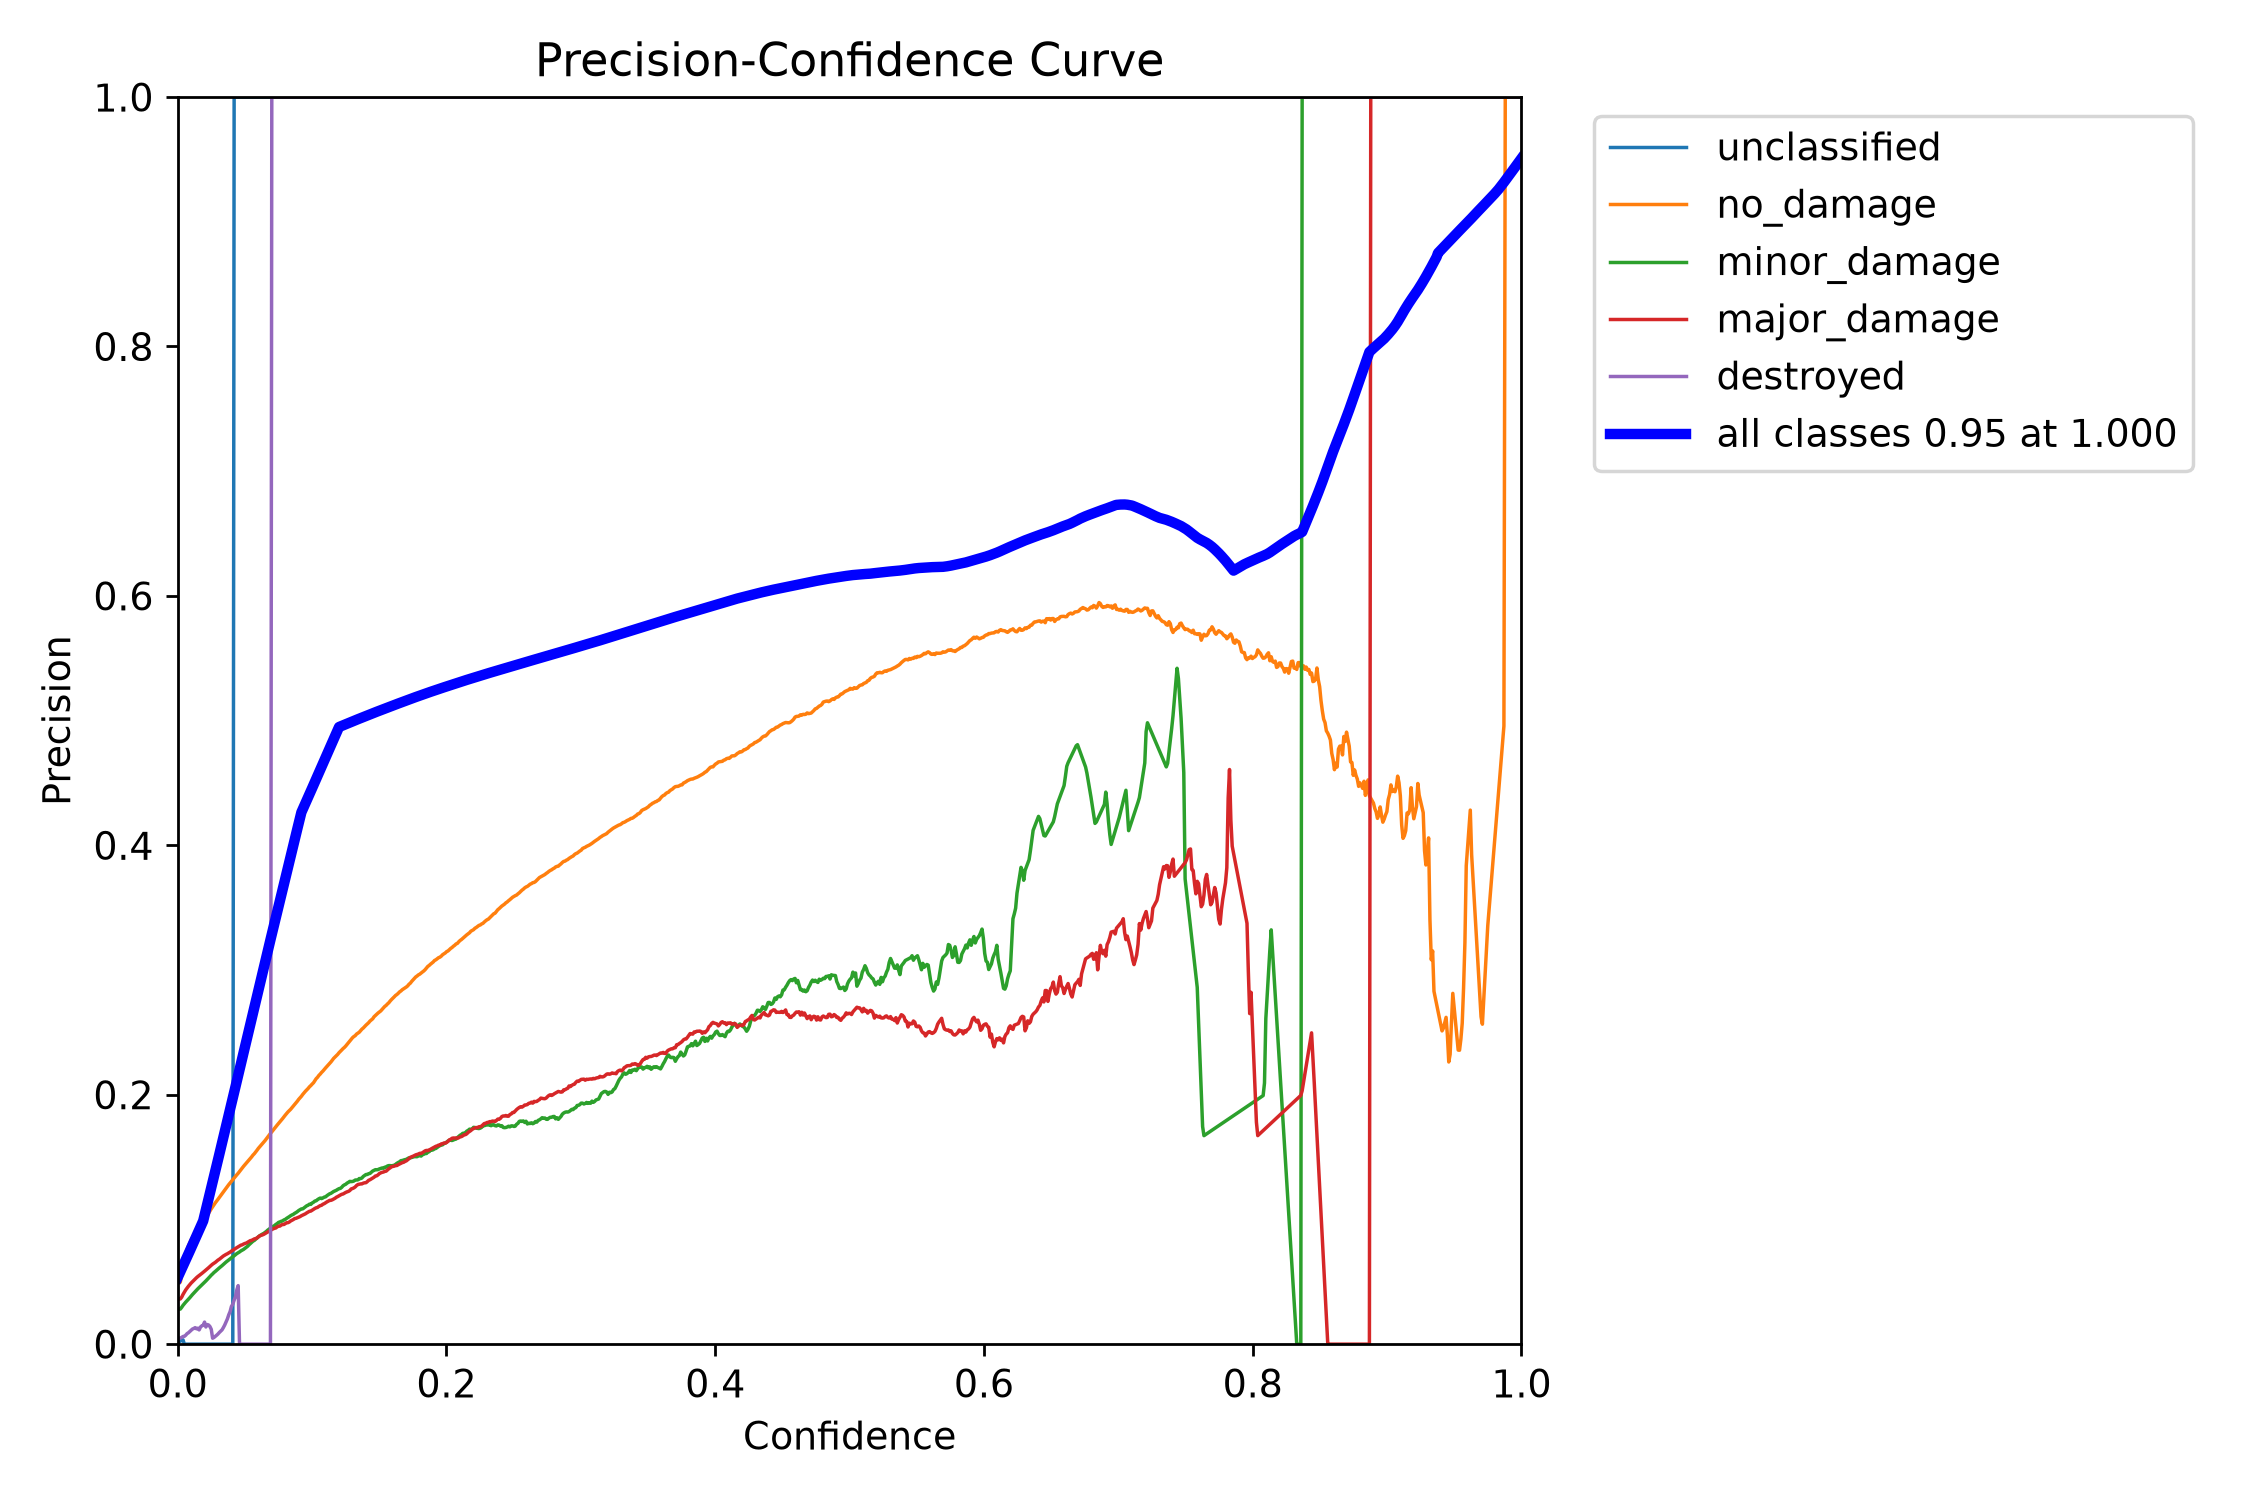 Precision-Confidence Curve
1.0
0.8
0.6
0.4
0.2
0.0
Precision
0.0 0.2 0.4 0.6 0.8 1.0
Confidence
unclassified
no_damage
minor_damage
major_damage
destroyed
all classes 0.95 at 1.000